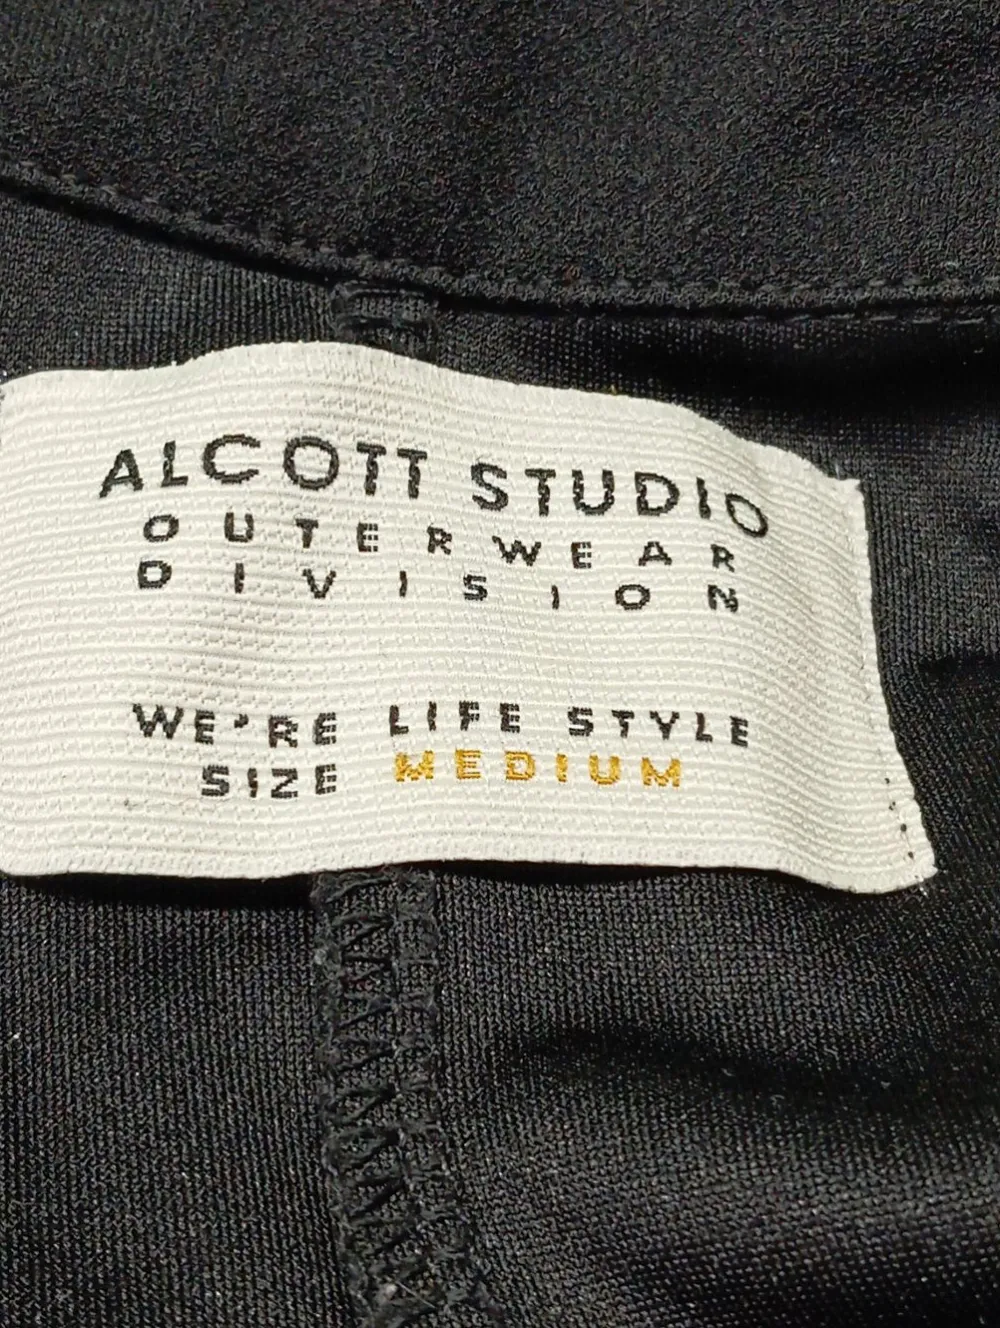 ALCOTT STUDIO
OUTERWEAR
DIVISION
WE'RE LIFE STYLE
SIZE MEDIUM